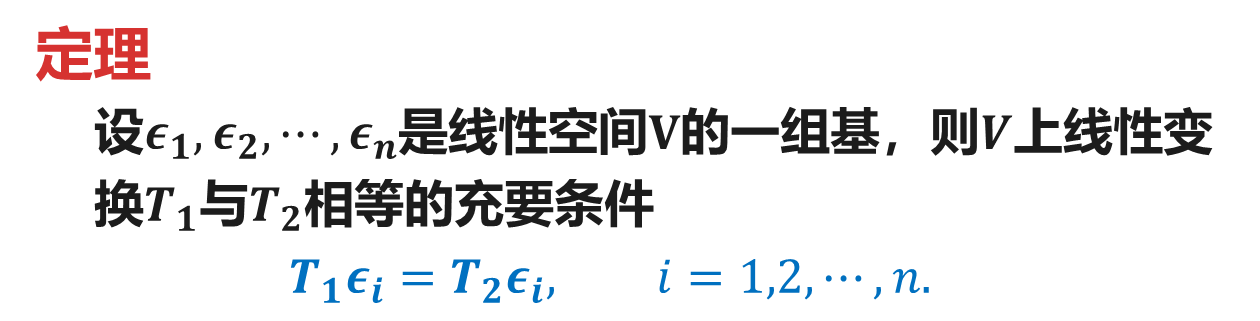 定理
设ϵ₁, ϵ₂, ⋯, ϵₙ是线性空间V的一组基，则V上线性变
换T₁与T₂相等的充要条件
T₁ϵᵢ = T₂ϵᵢ, i = 1,2, ⋯, n.